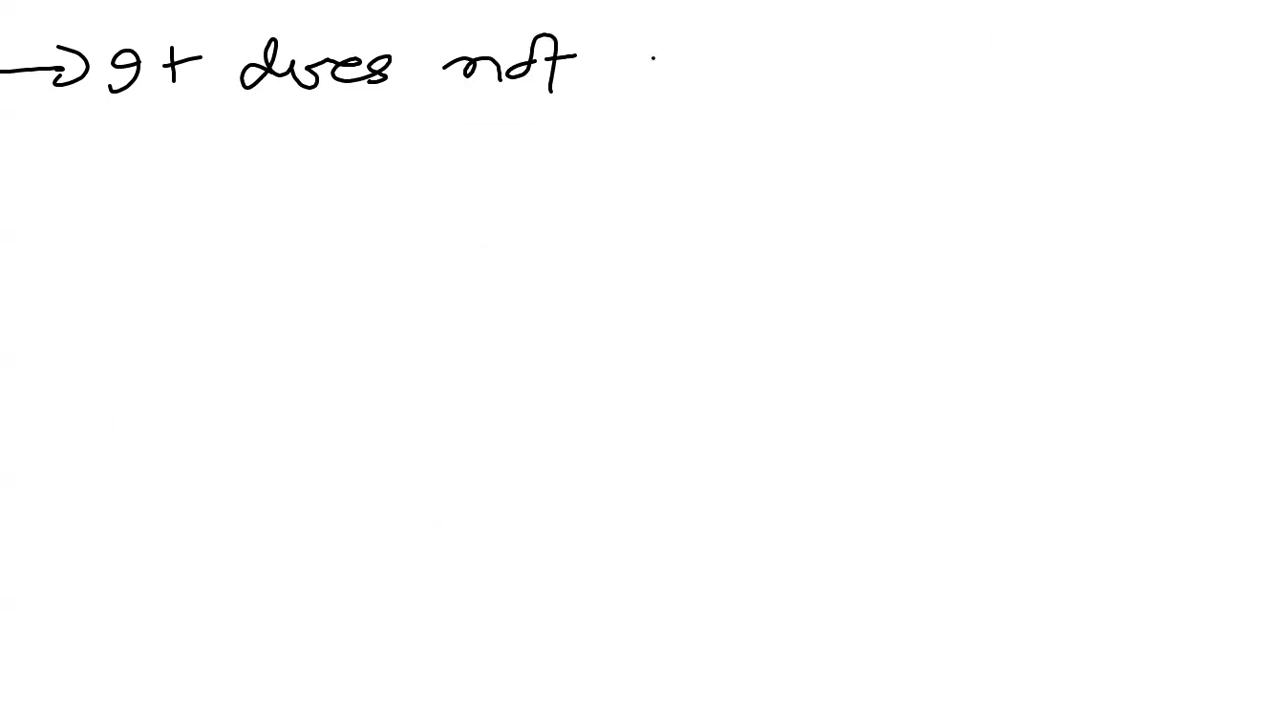 → It does not